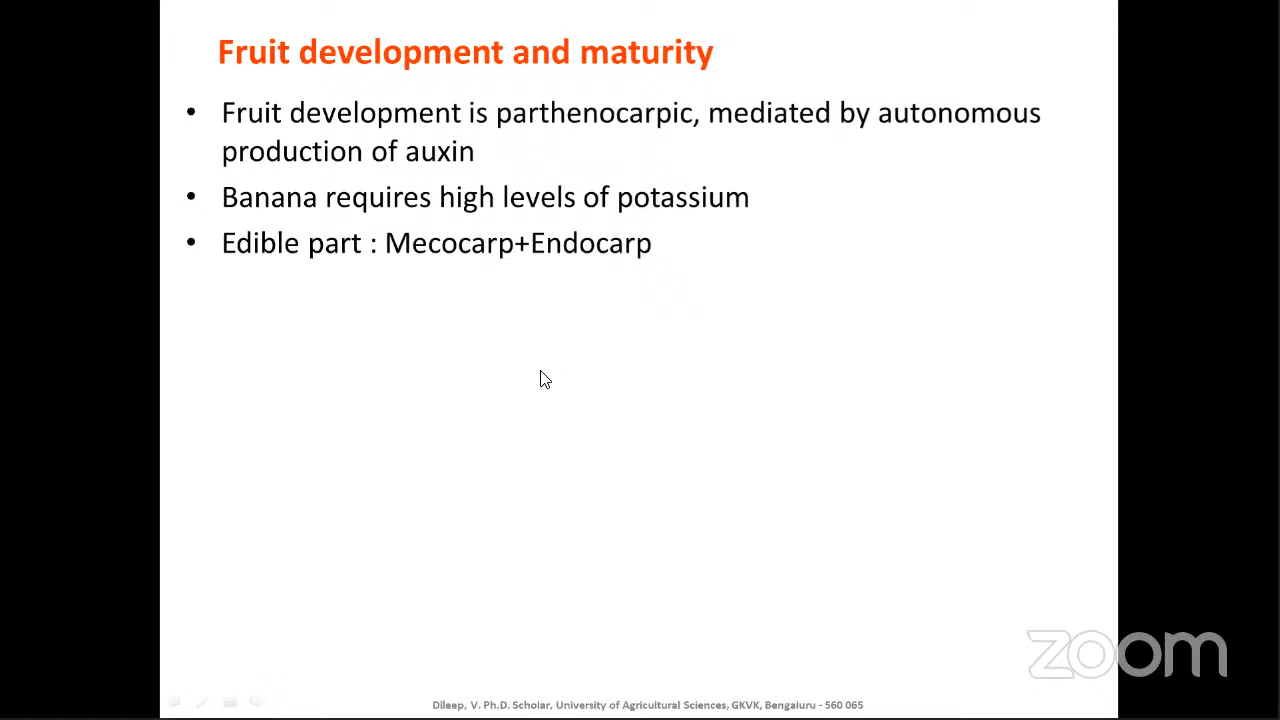 Fruit development and maturity
• Fruit development is parthenocarpic, mediated by autonomous
production of auxin
• Banana requires high levels of potassium
• Edible part : Mecocarp+Endocarp
zoom
Dileep, V. Ph.D. Scholar, University of Agricultural Sciences, GKVK, Bengaluru - 560 065